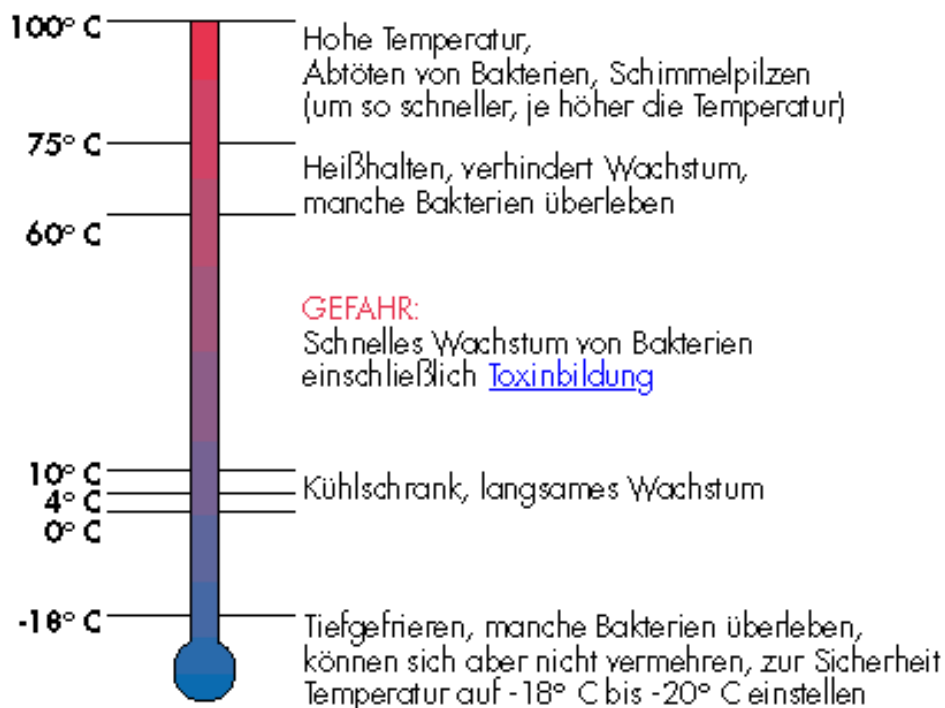 100° C
Hohe Temperatur,
Abtöten von Bakterien, Schimmelpilzen
(um so schneller, je höher die Temperatur)
75° C
Heißhalten, verhindert Wachstum,
manche Bakterien überleben
60° C
GEFAHR:
Schnelles Wachstum von Bakterien
einschließlich Toxinbildung
10° C
4° C
Kühlschrank, langsames Wachstum
0° C
-18° C
Tiefgefrieren, manche Bakterien überleben,
können sich aber nicht vermehren, zur Sicherheit
Temperatur auf -18° C bis -20° C einstellen